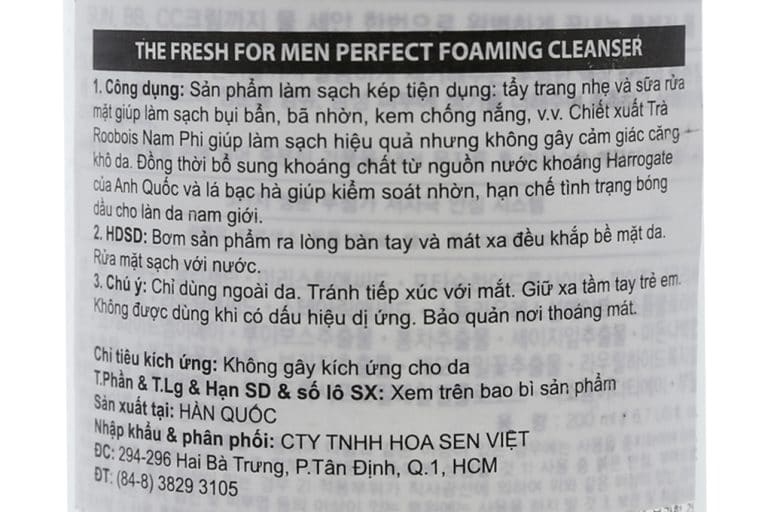 THE FRESH FOR MEN PERFECT FOAMING CLEANSER
1. Công dụng: Sản phẩm làm sạch kép tiện dụng: tẩy trang nhẹ và sữa rửa
mặt giúp làm sạch bụi bẩn, bã nhờn, kem chống nắng, v.v. Chiết xuất Trà
Roobois Nam Phi giúp làm sạch hiệu quả nhưng không gây cảm giác căng
khô da. Đồng thời bổ sung khoáng chất từ nguồn nước khoáng Harrogate
của Anh Quốc và lá bạc hà giúp kiểm soát nhờn, hạn chế tình trạng bóng
dầu cho làn da nam giới.
2. HDSD: Bơm sản phẩm ra lòng bàn tay và mát xa đều khắp bề mặt da.
Rửa mặt sạch với nước.
3. Chú ý: Chỉ dùng ngoài da. Tránh tiếp xúc với mắt. Giữ xa tầm tay trẻ em.
Không được dùng khi có dấu hiệu dị ứng. Bảo quản nơi thoáng mát.
Chỉ tiêu kích ứng: Không gây kích ứng cho da
T.Phần & T.Lg & Hạn SD & số lô SX: Xem trên bao bì sản phẩm
Sản xuất tại: HÀN QUỐC
Nhập khẩu & phân phối: CTY TNHH HOA SEN VIỆT
ĐC: 294-296 Hai Bà Trưng, P.Tân Định, Q.1, HCM
ĐT: (84-8) 3829 3105